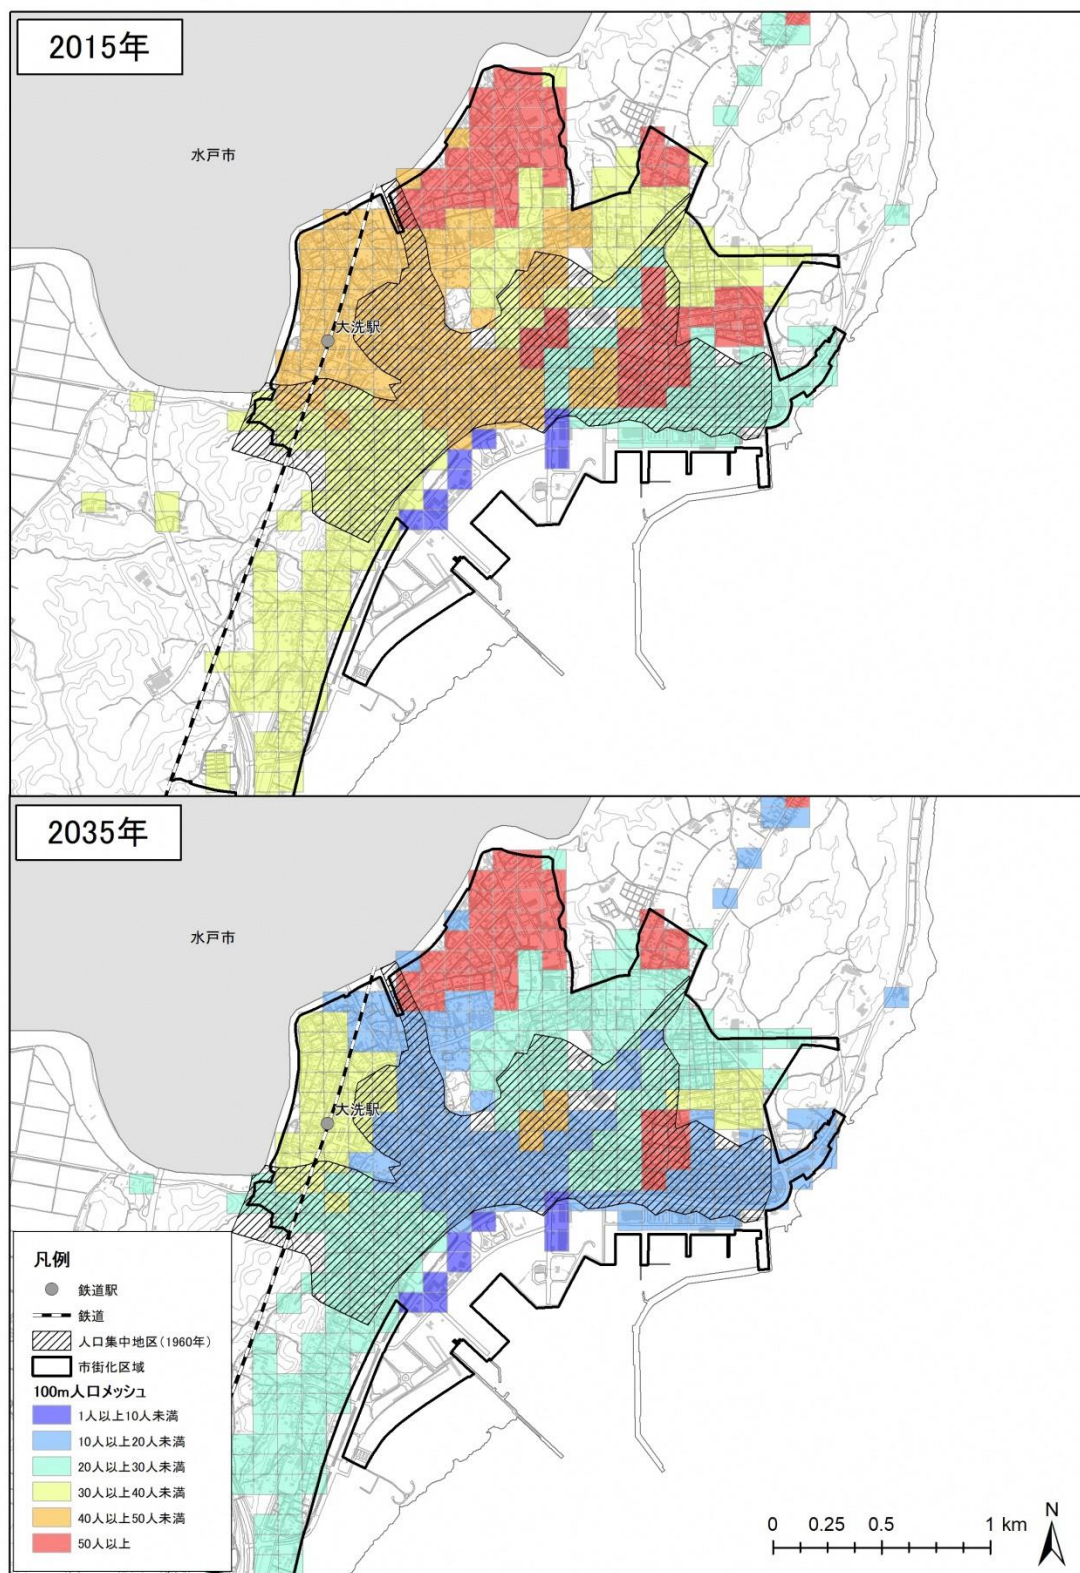 2015年
水戸市
大洗駅
2035年
水戸市
大洗駅
凡例
鉄道駅
鉄道
人口集中地区(1960年)
市街化区域
100m人口メッシュ
1人以上10人未満
10人以上20人未満
20人以上30人未満
30人以上40人未満
40人以上50人未満
50人以上
0 0.25 0.5 1 km
N